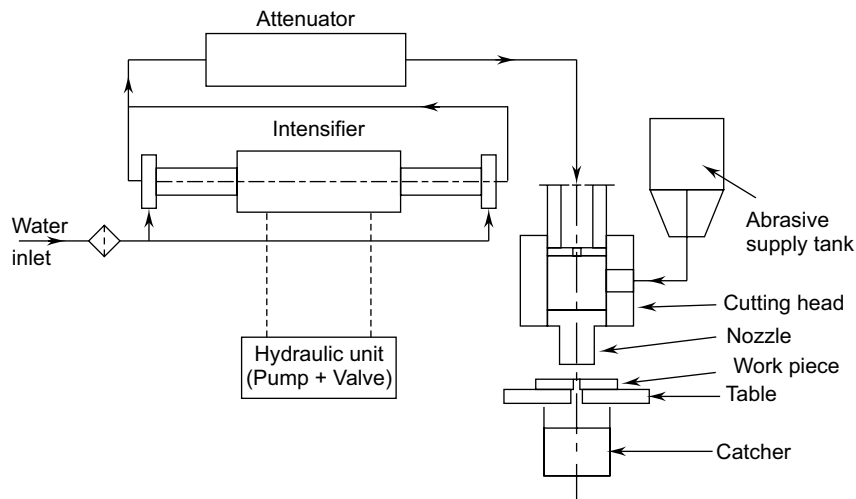 Attenuator
Intensifier
Water
inlet
Abrasive
supply tank
Cutting head
Nozzle
Hydraulic unit
(Pump + Valve)
Work piece
Table
Catcher